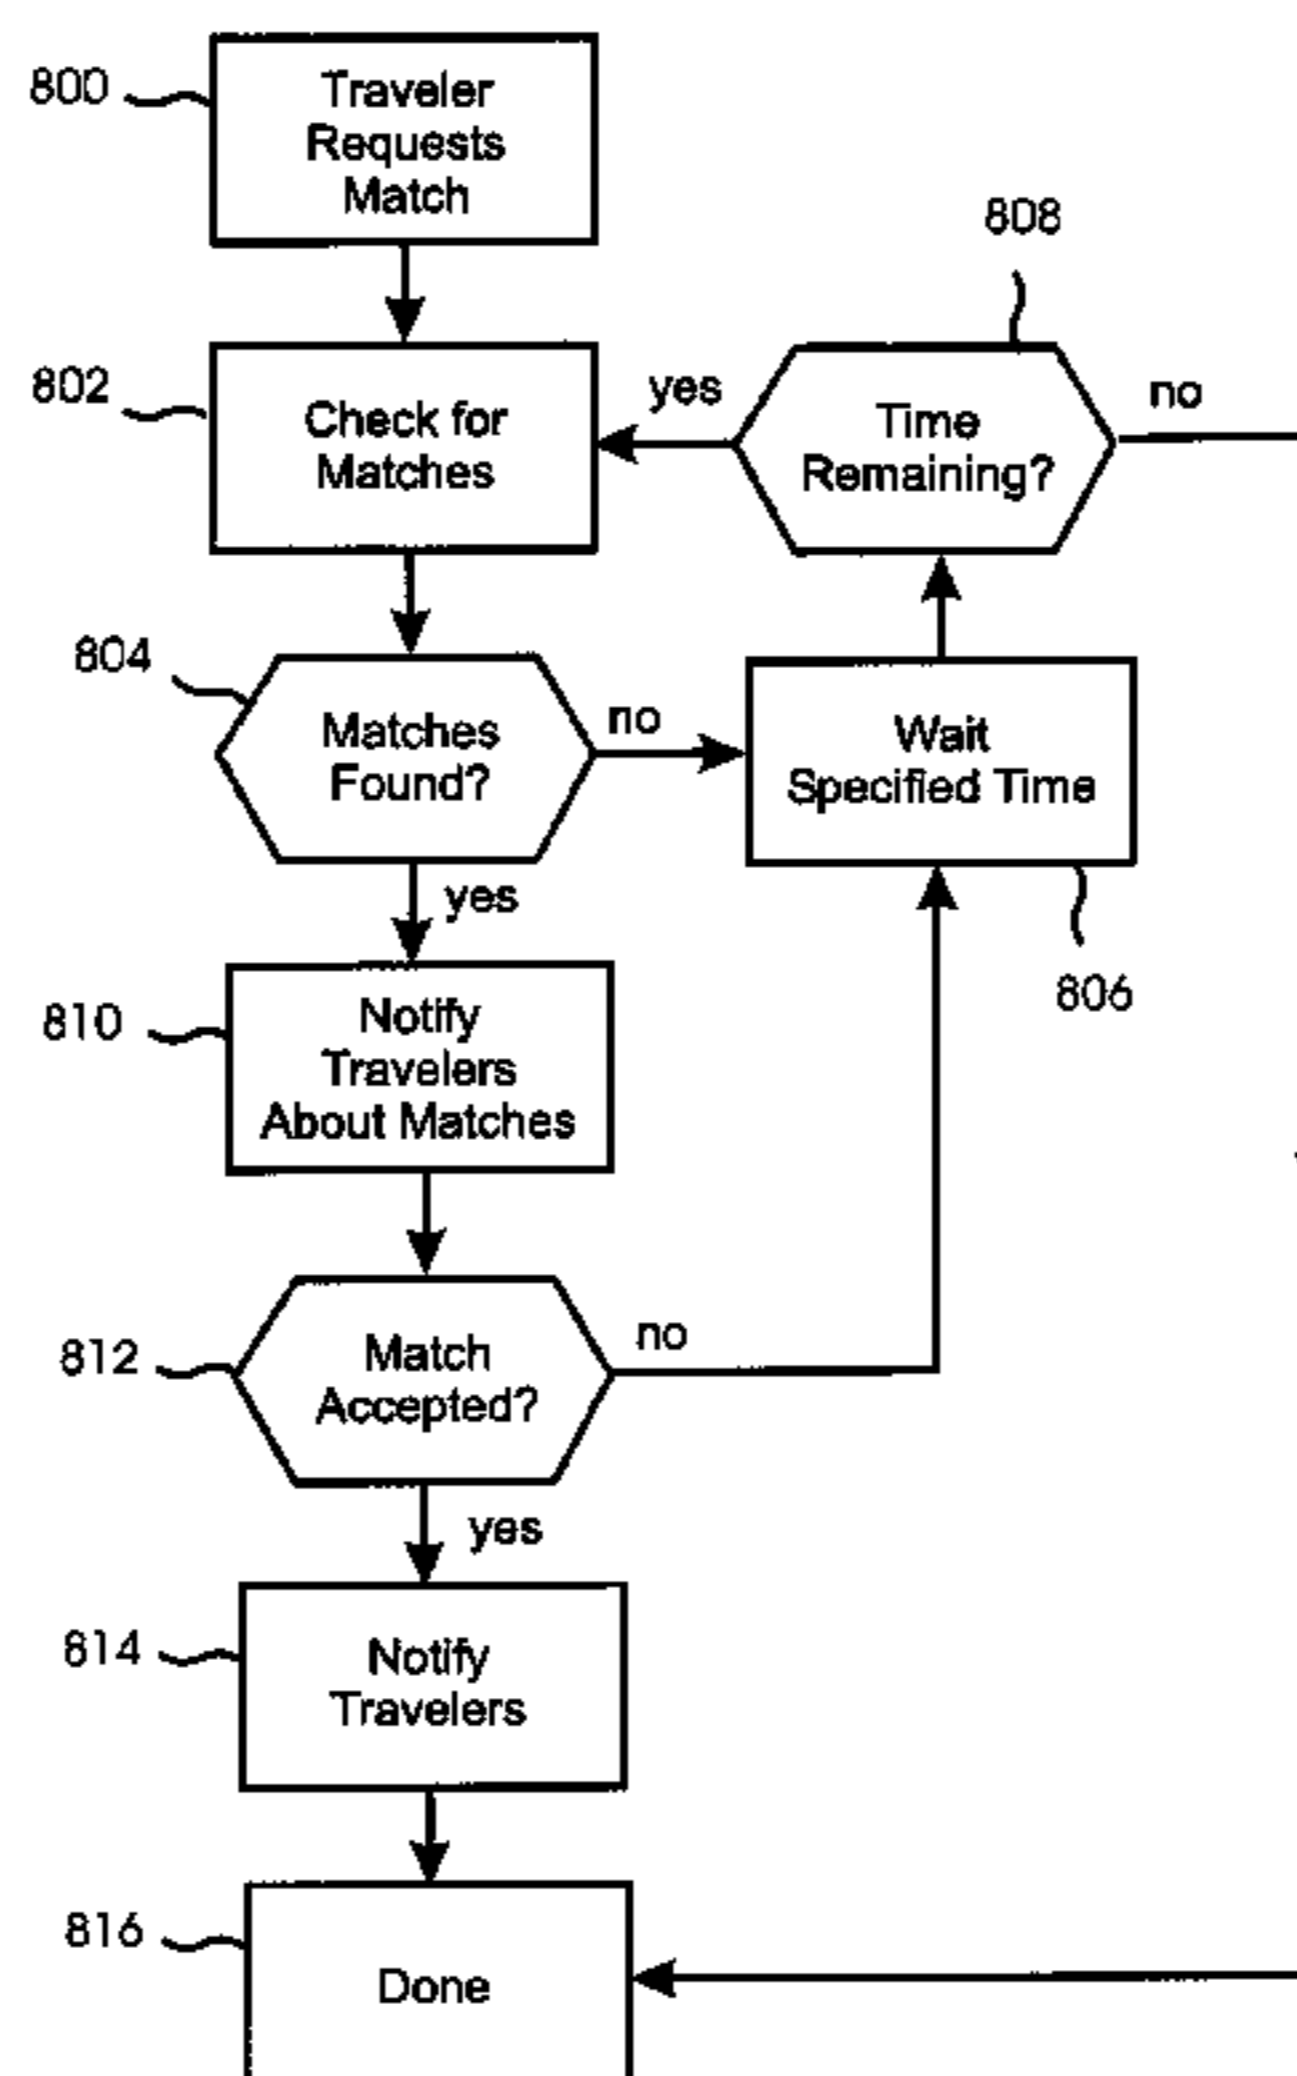 800
Traveler
Requests
Match
808
802
Check for
Matches
yes
Time
Remaining?
no
804
Matches
Found?
no
Wait
Specified Time
yes
806
810
Notify
Travelers
About Matches
812
Match
Accepted?
no
yes
814
Notify
Travelers
816
Done